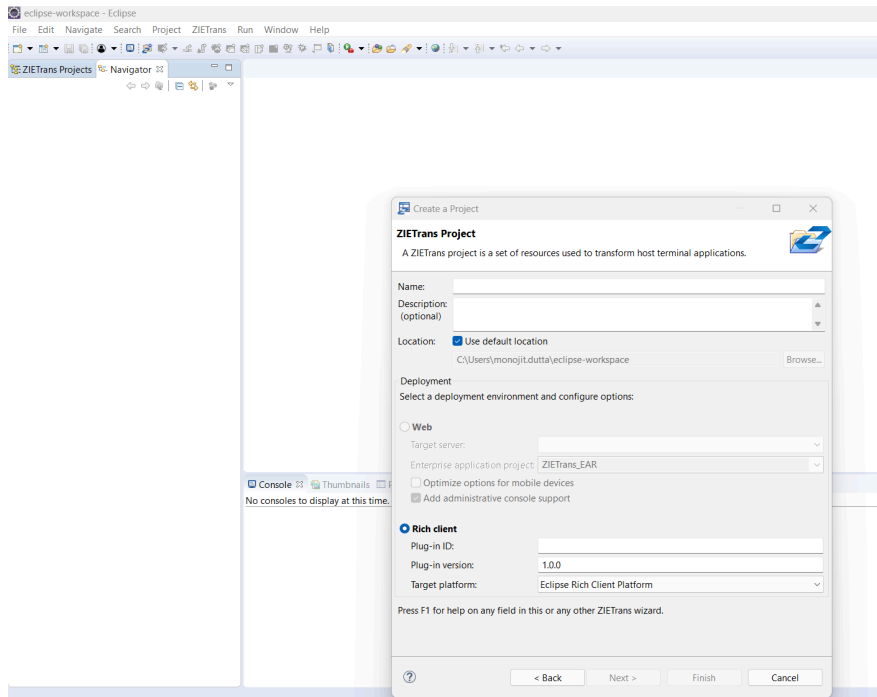 eclipse-workspace - Eclipse
File Edit Navigate Search Project ZIETrans Run Window Help
ZIETrans Projects Navigator
Create a Project
ZIETrans Project
A ZIETrans project is a set of resources used to transform host terminal applications.
Name:
Description:
(optional)
Location: Use default location
C:\Users\monojit.dutta\eclipse-workspace Browse...
Deployment
Select a deployment environment and configure options:
Web
Target server:
Enterprise application project: ZIETrans_EAR
Optimize options for mobile devices
Add administrative console support
Console Thumbnails
No consoles to display at this time.
Rich client
Plug-in ID:
Plug-in version: 1.0.0
Target platform: Eclipse Rich Client Platform
Press F1 for help on any field in this or any other ZIETrans wizard.
< Back Next > Finish Cancel